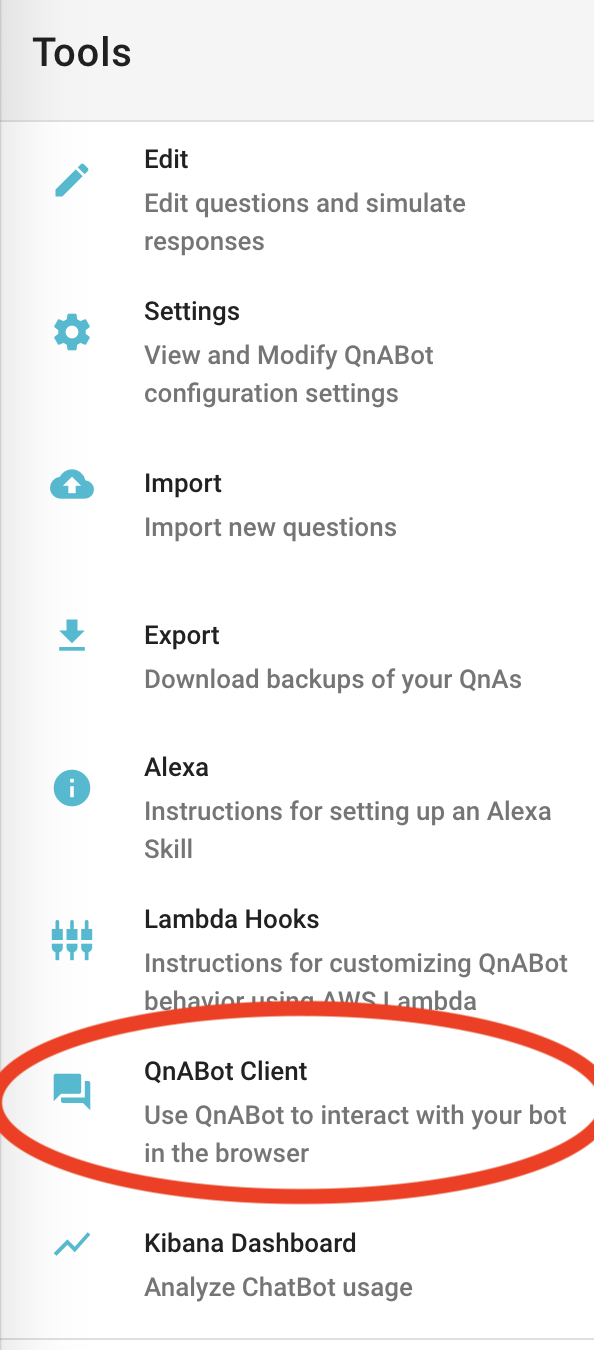 Tools
Edit
Edit questions and simulate
responses
Settings
View and Modify QnABot
configuration settings
Import
Import new questions
Export
Download backups of your QnAs
Alexa
Instructions for setting up an Alexa
Skill
Lambda Hooks
Instructions for customizing QnABot
behavior using AWS Lambda
QnABot Client
Use QnABot to interact with your bot
in the browser
Kibana Dashboard
Analyze ChatBot usage